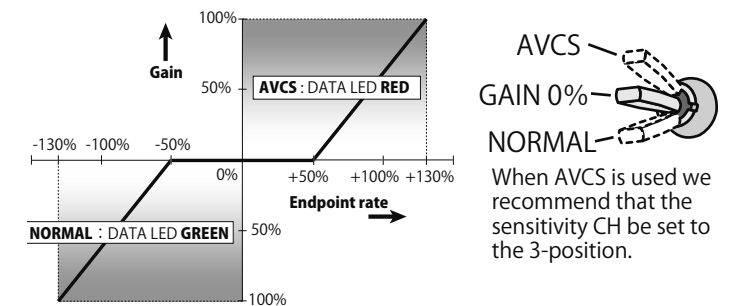 100%
Gain
50%
AVCS : DATA LED RED
-130% -100% -50%
0%
+50% +100% +130%
Endpoint rate
NORMAL : DATA LED GREEN
50%
100%
AVCS
GAIN 0%
NORMAL
When AVCS is used we
recommend that the
sensitivity CH be set to
the 3-position.